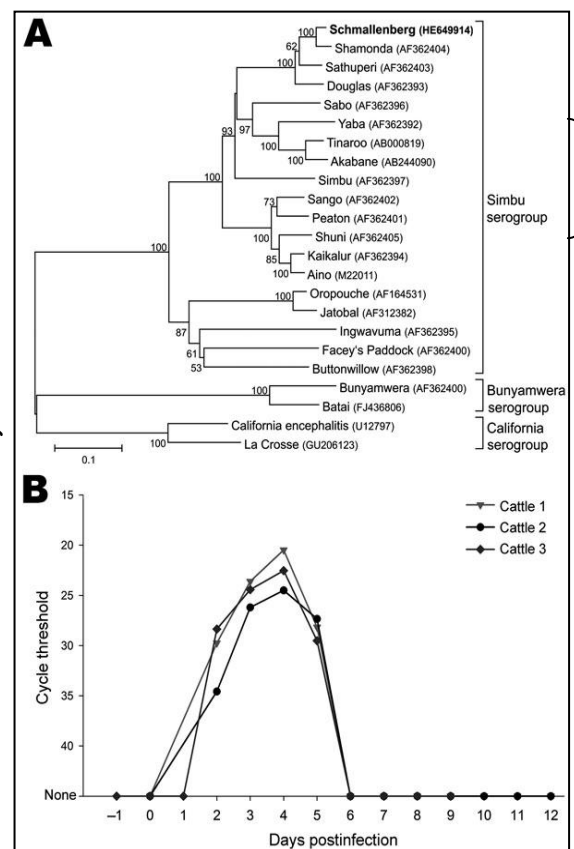 A
Schmallenberg (HE649914)
Shamonda (AF362404)
Sathuperi (AF362403)
Douglas (AF362393)
Sabo (AF362396)
Yaba (AF362392)
Tinaroo (AB000819)
Akabane (AB244090)
Simbu (AF362397)
Sango (AF362402)
Peaton (AF362401)
Shuni (AF362405)
Kaikalur (AF362394)
Aino (M22011)
Oropouche (AF164531)
Jatobal (AF312382)
Ingwavuma (AF362395)
Facey's Paddock (AF362400)
Buttonwillow (AF362398)
Bunyamwera (AF362400)
Batai (FJ436806)
California encephalitis (U12797)
La Crosse (GU206123)
Simbu
serogroup
Bunyamwera
serogroup
California
serogroup
100
62
100
93
97
100
100
100
73
100
85
100
100
100
87
61
53
100
100
0.1
B
Cattle 1
Cattle 2
Cattle 3
Cycle threshold
15
20
25
30
35
40
None
–1 0 1 2 3 4 5 6 7 8 9 10 11 12
Days postinfection